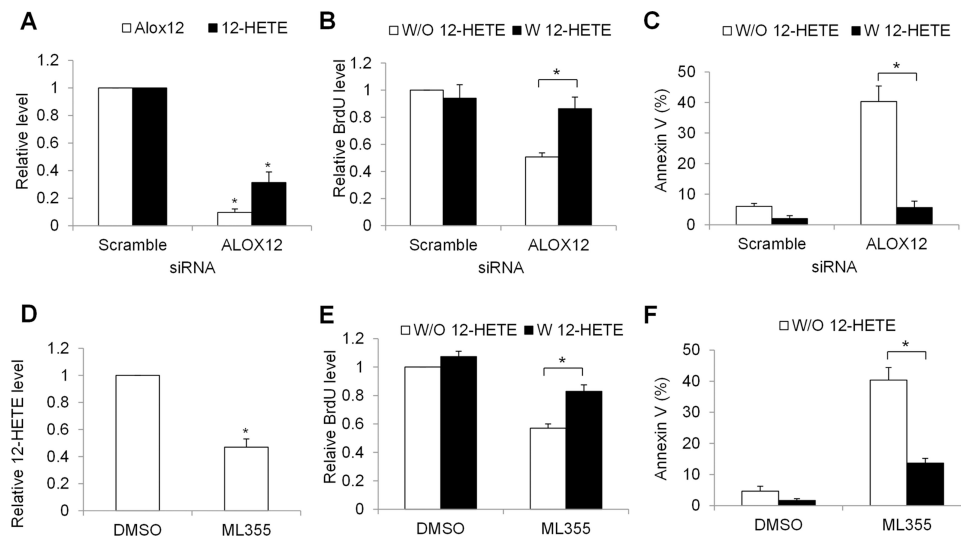 A
Alox12 12-HETE
Relative level
1.2
1
0.8
0.6
0.4
0.2
0
*
*
Scramble ALOX12
siRNA
B
W/O 12-HETE W 12-HETE
Relative BrdU level
1.2
1
0.8
0.6
0.4
0.2
0
*
Scramble ALOX12
siRNA
C
W/O 12-HETE W 12-HETE
Annexin V (%)
50
40
30
20
10
0
*
Scramble ALOX12
siRNA
D
Relative 12-HETE level
1.2
1
0.8
0.6
0.4
0.2
0
*
DMSO ML355
E
W/O 12-HETE W 12-HETE
Relaive BrdU level
1.2
1
0.8
0.6
0.4
0.2
0
*
DMSO ML355
F
W/O 12-HETE
Annexin V (%)
50
40
30
20
10
0
*
DMSO ML355